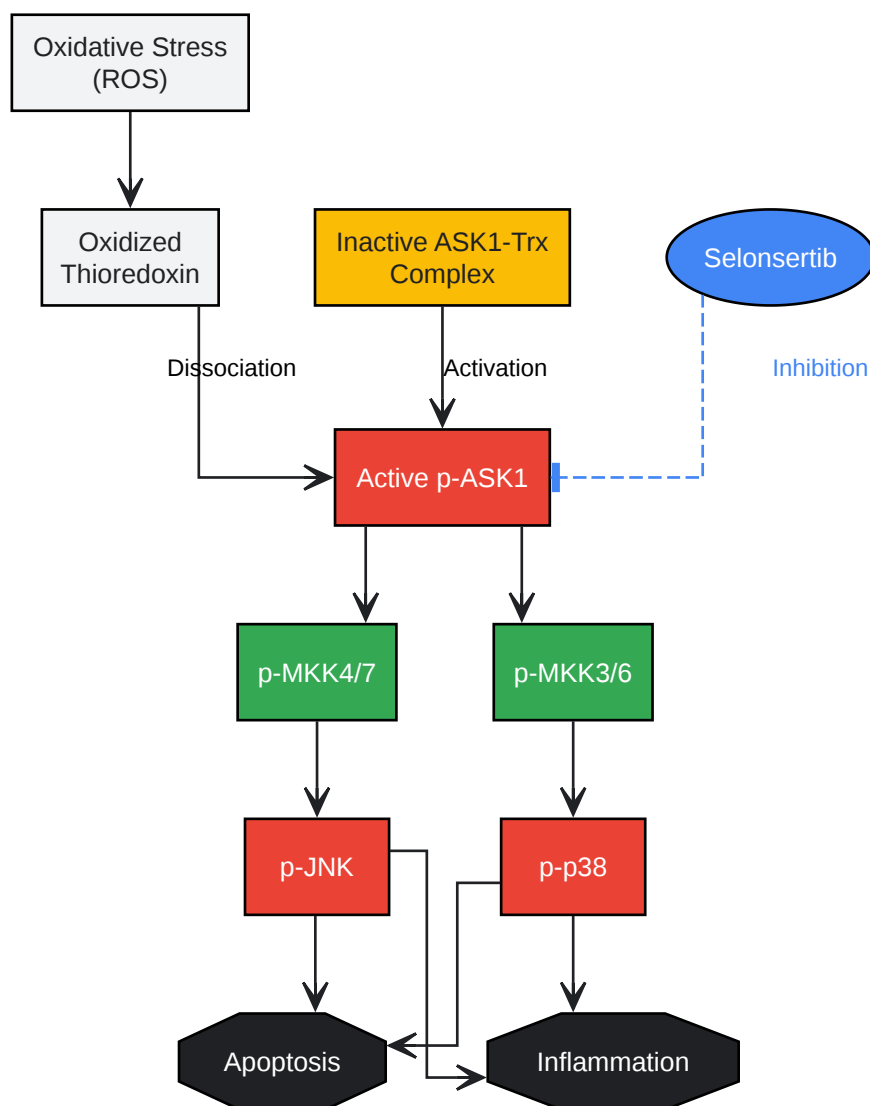 Oxidative Stress
(ROS)
Oxidized
Thioredoxin
Inactive ASK1-Trx
Complex
Selonsertib
Dissociation
Activation
Inhibition
Active p-ASK1
p-MKK4/7
p-MKK3/6
p-JNK
p-p38
Apoptosis
Inflammation